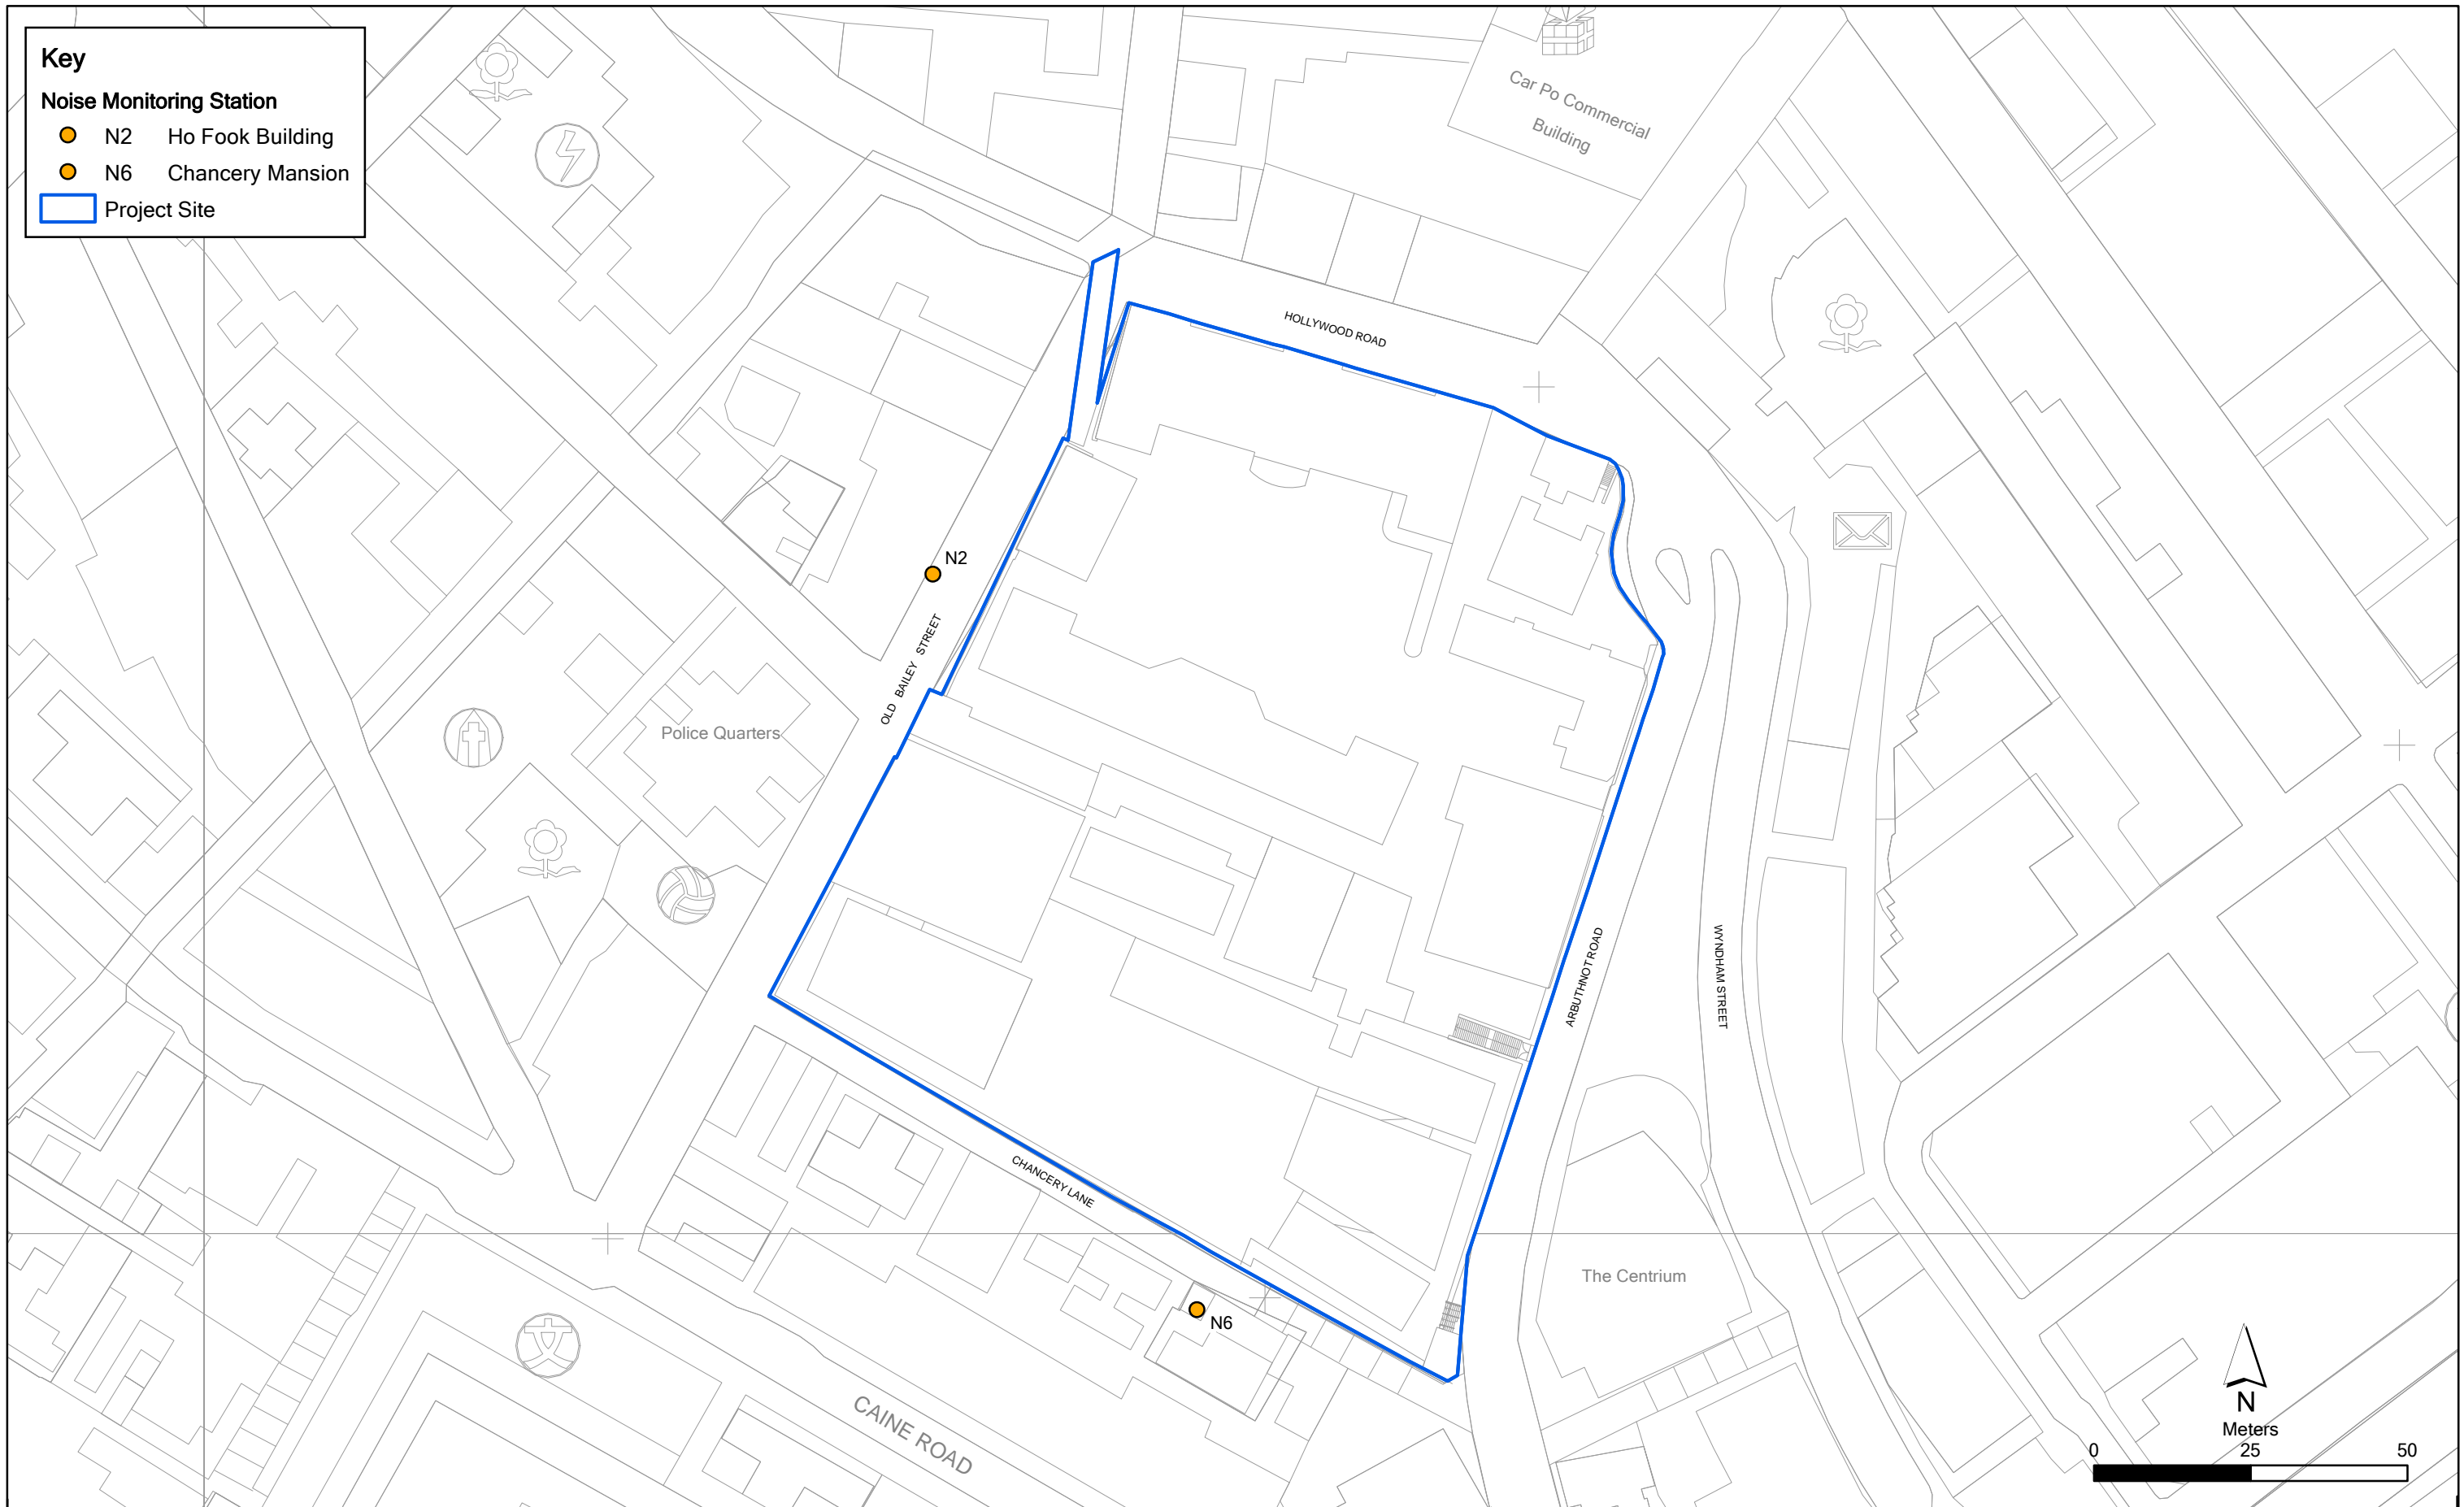 Key
Noise Monitoring Station
N2 Ho Fook Building
N6 Chancery Mansion
Project Site
Car Po Commercial
Building
HOLLYWOOD ROAD
N2
OLD BAILEY STREET
Police Quarters
ARBUTHNOT ROAD
WYNDHAM STREET
CHANCERY LANE
The Centrium
N6
CAINE ROAD
文
N
Meters
0 25 50